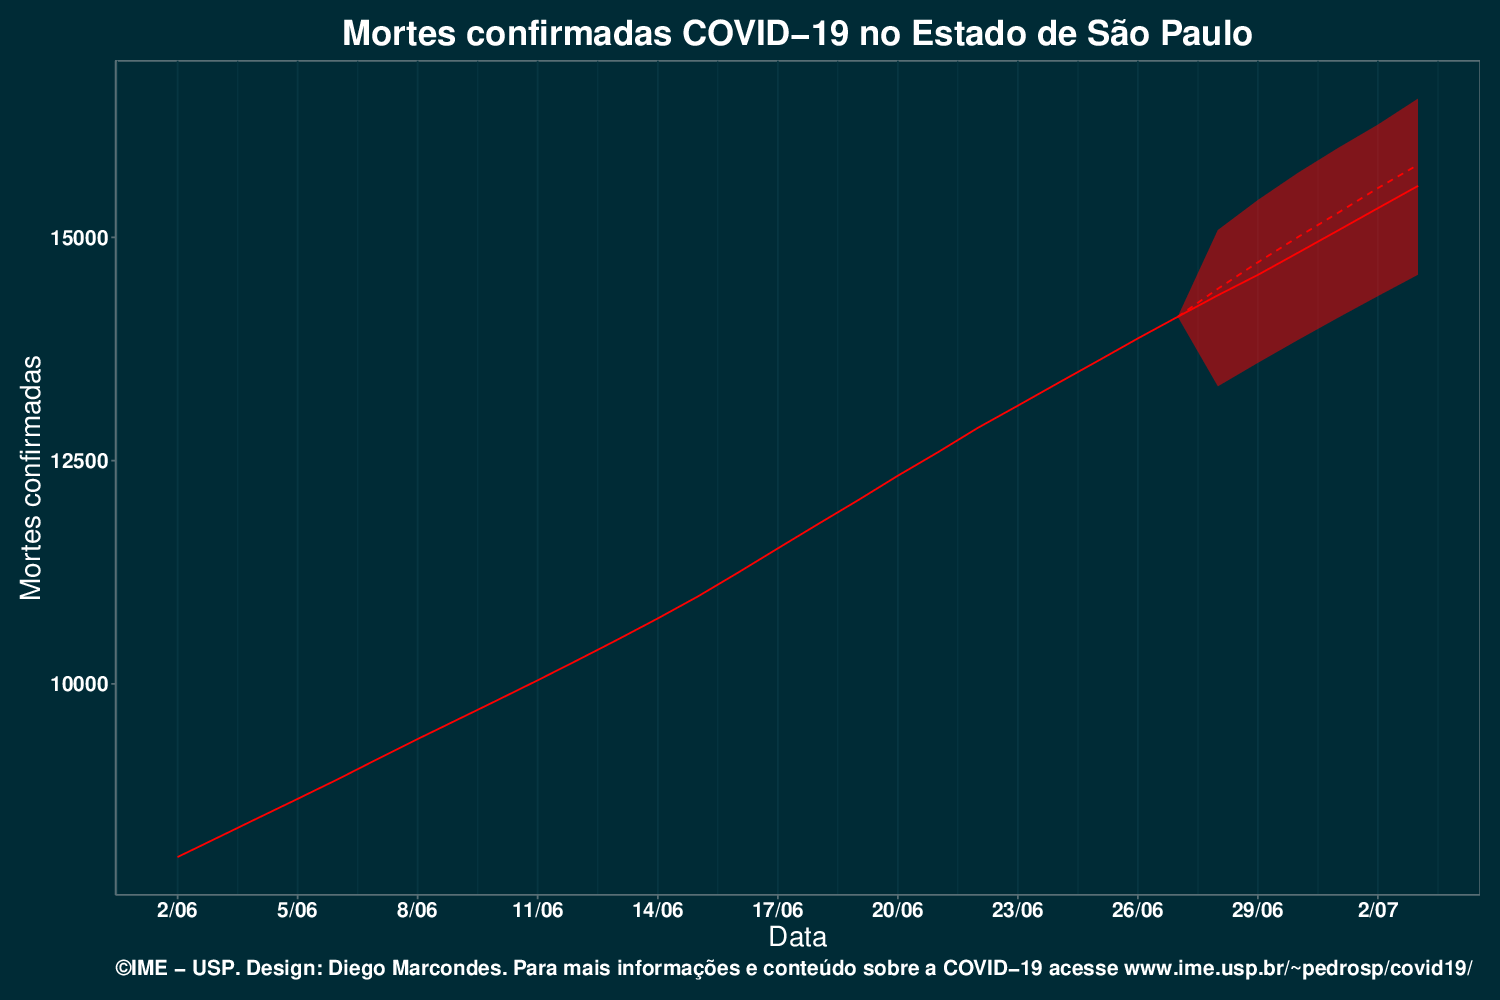 Mortes confirmadas COVID−19 no Estado de São Paulo
Mortes confirmadas
15000
12500
10000
2/06 5/06 8/06 11/06 14/06 17/06 20/06 23/06 26/06 29/06 2/07
Data
©IME − USP. Design: Diego Marcondes. Para mais informações e conteúdo sobre a COVID−19 acesse www.ime.usp.br/~pedrosp/covid19/